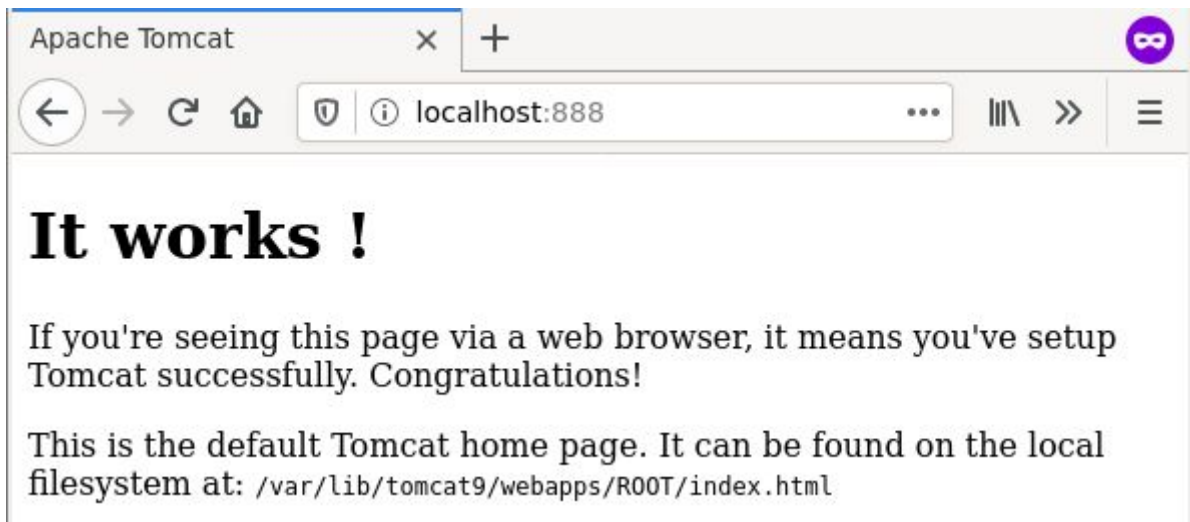 Apache Tomcat
localhost:888
It works !
If you're seeing this page via a web browser, it means you've setup
Tomcat successfully. Congratulations!
This is the default Tomcat home page. It can be found on the local
filesystem at: /var/lib/tomcat9/webapps/ROOT/index.html